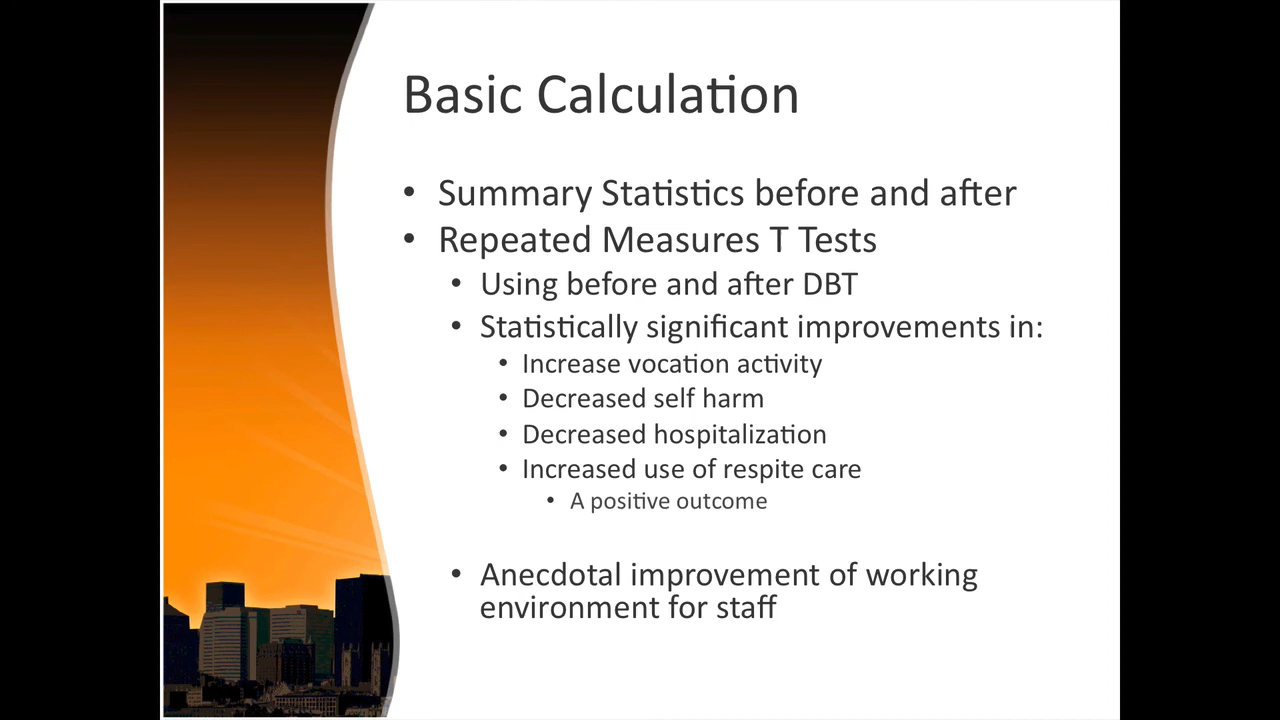 Basic Calculation
• Summary Statistics before and after
• Repeated Measures T Tests
• Using before and after DBT
• Statistically significant improvements in:
• Increase vocation activity
• Decreased self harm
• Decreased hospitalization
• Increased use of respite care
• A positive outcome
• Anecdotal improvement of working
environment for staff